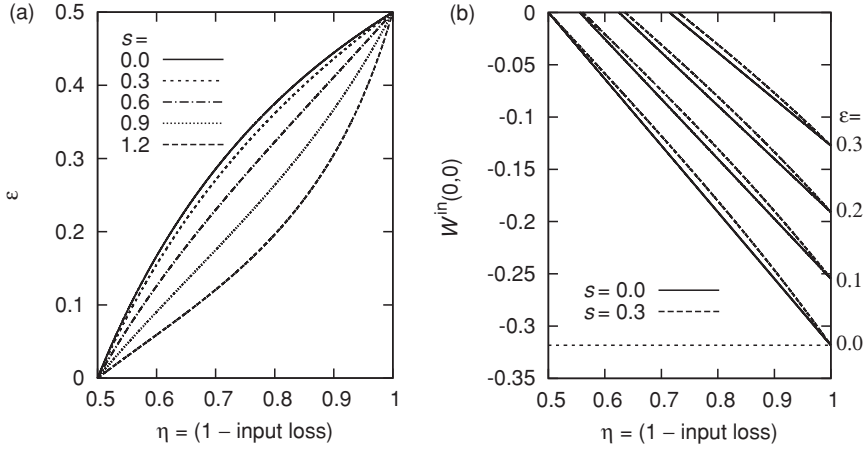 (a)
s =
0.0
0.3
0.6
0.9
1.2
0.5
0.4
0.3
0.2
0.1
0
ε
0.5 0.6 0.7 0.8 0.9 1
η = (1 – input loss)
(b)
0
-0.05
-0.1
-0.15
-0.2
-0.25
-0.3
-0.35
W^in(0,0)
s = 0.0
s = 0.3
ε=
0.3
0.2
0.1
0.0
0.5 0.6 0.7 0.8 0.9 1
η = (1 – input loss)